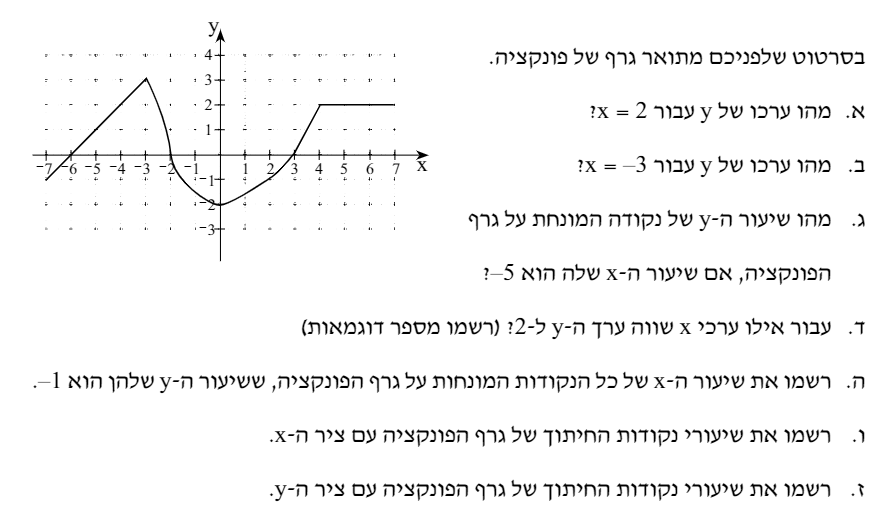 y
4
3
2
1
-7 -6 -5 -4 -3 -2 -1 1 2 3 4 5 6 7 x
-1
-2
-3
בסרטוט שלפניכם מתואר גרף של פונקציה.
א. מהו ערכו של y עבור x = 2?
ב. מהו ערכו של y עבור x = –3?
ג. מהו שיעור ה-y של נקודה המונחת על גרף
הפונקציה, אם שיעור ה-x שלה הוא 5–?
ד. עבור אילו ערכי x שווה ערך ה-y ל-2? (רשמו מספר דוגמאות)
ה. רשמו את שיעור ה-x של כל הנקודות המונחות על גרף הפונקציה, ששיעור ה-y שלהן הוא 1–.
ו. רשמו את שיעורי נקודות החיתוך של גרף הפונקציה עם ציר ה-x.
ז. רשמו את שיעורי נקודות החיתוך של גרף הפונקציה עם ציר ה-y.